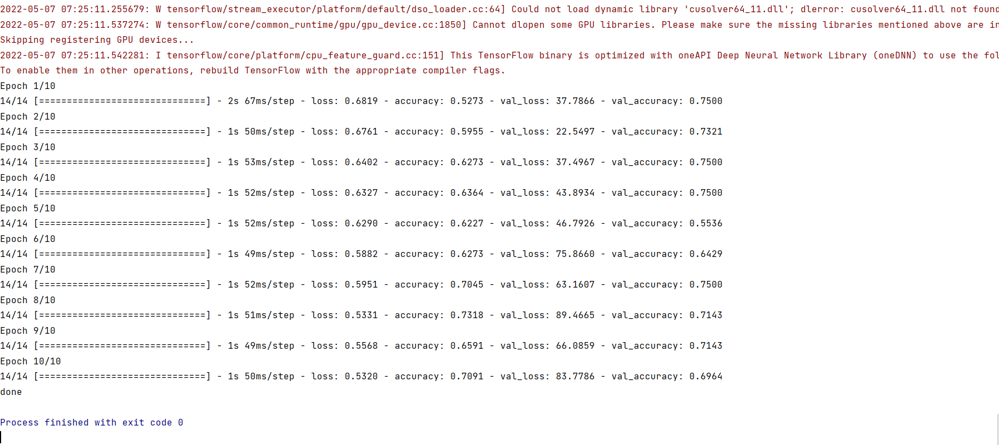 2022-05-07 07:25:11.255679: W tensorflow/stream_executor/platform/default/dso_loader.cc:64] Could not load dynamic library 'cusolver64_11.dll'; dlerror: cusolver64_11.dll not found
2022-05-07 07:25:11.537274: W tensorflow/core/common_runtime/gpu/gpu_device.cc:1850] Cannot dlopen some GPU libraries. Please make sure the missing libraries mentioned above are in
Skipping registering GPU devices...
2022-05-07 07:25:11.542281: I tensorflow/core/platform/cpu_feature_guard.cc:151] This TensorFlow binary is optimized with oneAPI Deep Neural Network Library (oneDNN) to use the fol
To enable them in other operations, rebuild TensorFlow with the appropriate compiler flags.
Epoch 1/10
14/14 [==============================] - 2s 67ms/step - loss: 0.6819 - accuracy: 0.5273 - val_loss: 37.7866 - val_accuracy: 0.7500
Epoch 2/10
14/14 [==============================] - 1s 50ms/step - loss: 0.6761 - accuracy: 0.5955 - val_loss: 22.5497 - val_accuracy: 0.7321
Epoch 3/10
14/14 [==============================] - 1s 53ms/step - loss: 0.6402 - accuracy: 0.6273 - val_loss: 37.4967 - val_accuracy: 0.7500
Epoch 4/10
14/14 [==============================] - 1s 52ms/step - loss: 0.6327 - accuracy: 0.6364 - val_loss: 43.8934 - val_accuracy: 0.7500
Epoch 5/10
14/14 [==============================] - 1s 52ms/step - loss: 0.6290 - accuracy: 0.6227 - val_loss: 46.7926 - val_accuracy: 0.5536
Epoch 6/10
14/14 [==============================] - 1s 49ms/step - loss: 0.5882 - accuracy: 0.6273 - val_loss: 75.8660 - val_accuracy: 0.6429
Epoch 7/10
14/14 [==============================] - 1s 52ms/step - loss: 0.5951 - accuracy: 0.7045 - val_loss: 63.1607 - val_accuracy: 0.7500
Epoch 8/10
14/14 [==============================] - 1s 51ms/step - loss: 0.5331 - accuracy: 0.7318 - val_loss: 89.4665 - val_accuracy: 0.7143
Epoch 9/10
14/14 [==============================] - 1s 49ms/step - loss: 0.5568 - accuracy: 0.6591 - val_loss: 66.0859 - val_accuracy: 0.7143
Epoch 10/10
14/14 [==============================] - 1s 50ms/step - loss: 0.5320 - accuracy: 0.7091 - val_loss: 83.7786 - val_accuracy: 0.6964
done
Process finished with exit code 0